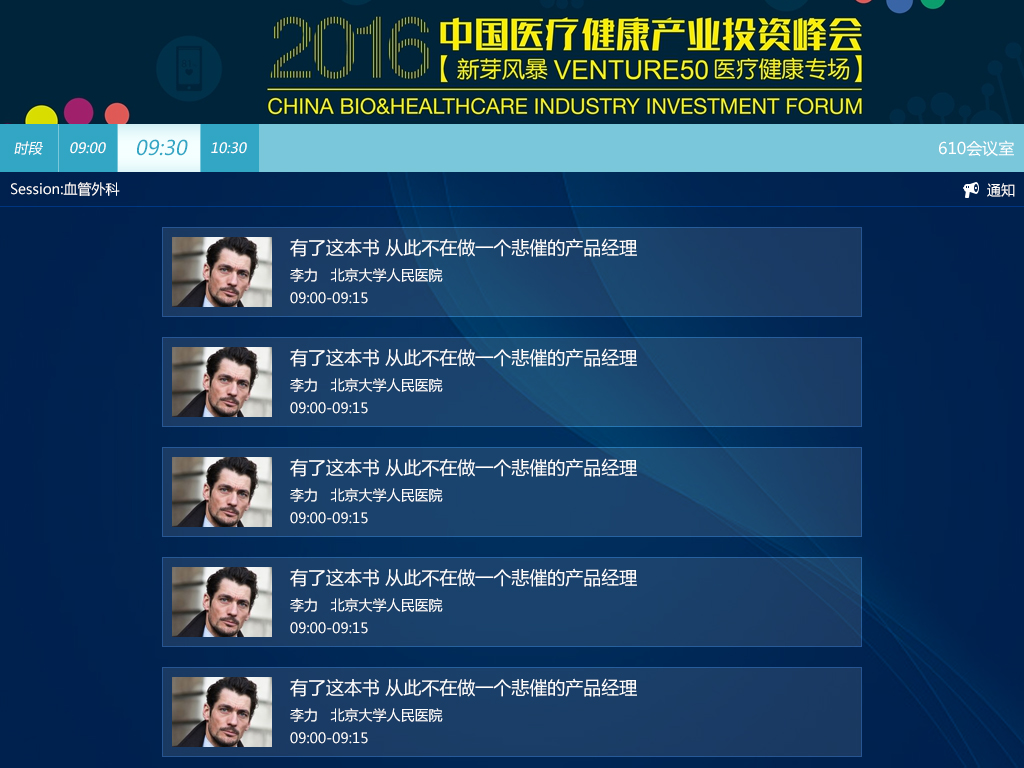 2016中国医疗健康产业投资峰会
【新芽风暴 VENTURE50 医疗健康专场】
CHINA BIO&HEALTHCARE INDUSTRY INVESTMENT FORUM
时段 09:00 09:30 10:30 610会议室
Session:血管外科 通知
有了这本书 从此不在做一个悲催的产品经理
李力 北京大学人民医院
09:00-09:15
有了这本书 从此不在做一个悲催的产品经理
李力 北京大学人民医院
09:00-09:15
有了这本书 从此不在做一个悲催的产品经理
李力 北京大学人民医院
09:00-09:15
有了这本书 从此不在做一个悲催的产品经理
李力 北京大学人民医院
09:00-09:15
有了这本书 从此不在做一个悲催的产品经理
李力 北京大学人民医院
09:00-09:15